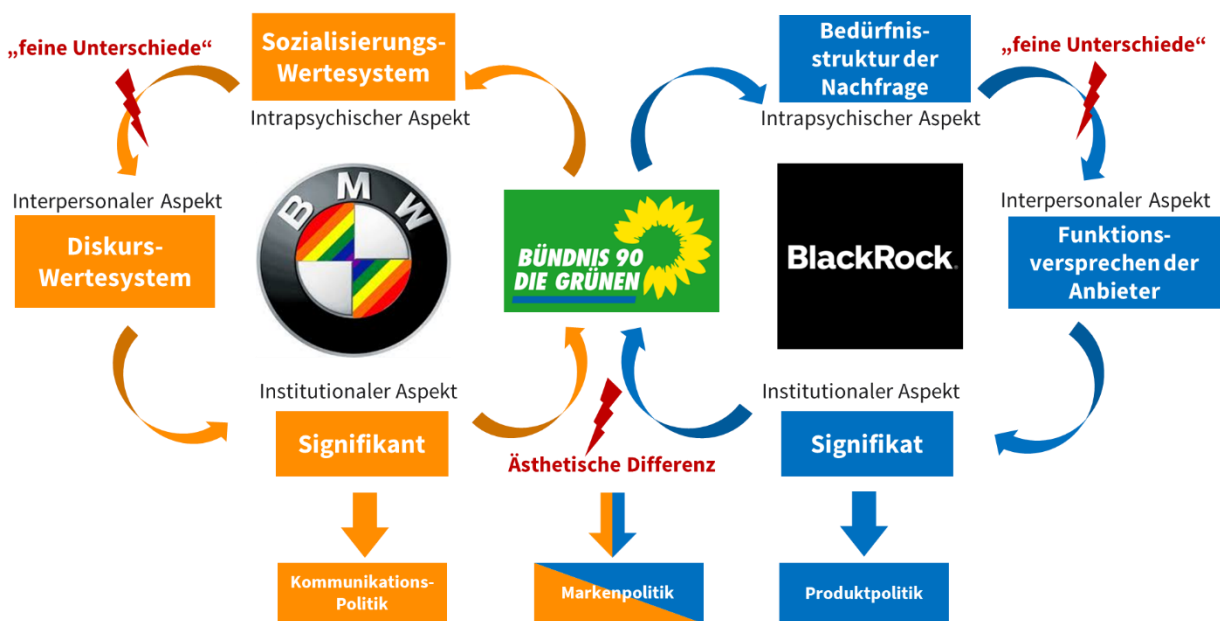 „feine Unterschiede“
Sozialisierungs-
Wertesystem
Intrapsychischer Aspekt
Bedürfnis-
struktur der
Nachfrage
Intrapsychischer Aspekt
„feine Unterschiede“
Interpersonaler Aspekt
Diskurs-
Wertesystem
BMW
BÜNDNIS 90
DIE GRÜNEN
BlackRock.
Interpersonaler Aspekt
Funktions-
versprechen der
Anbieter
Institutionaler Aspekt
Signifikant
Ästhetische Differenz
Institutionaler Aspekt
Signifikat
Kommunikations-
Politik
Markenpolitik
Produktpolitik